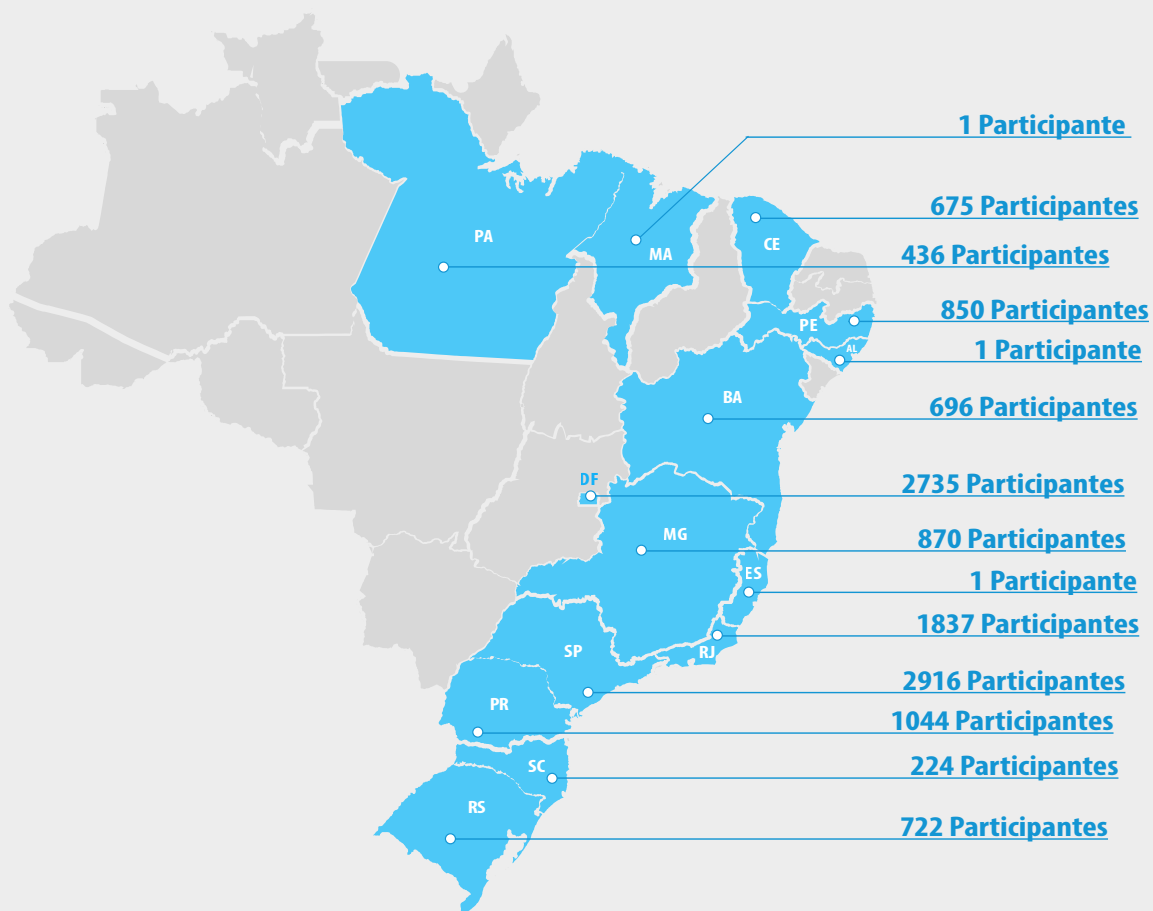 1 Participante
675 Participantes
PA
CE
MA
436 Participantes
850 Participantes
PE
AL
1 Participante
BA
696 Participantes
DF
2735 Participantes
MG
870 Participantes
ES
1 Participante
1837 Participantes
SP
RJ
2916 Participantes
PR
1044 Participantes
SC
224 Participantes
RS
722 Participantes